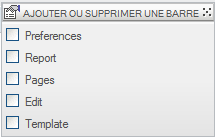 AJOUTER OU SUPPRIMER UNE BARRE
Preferences
Report
Pages
Edit
Template